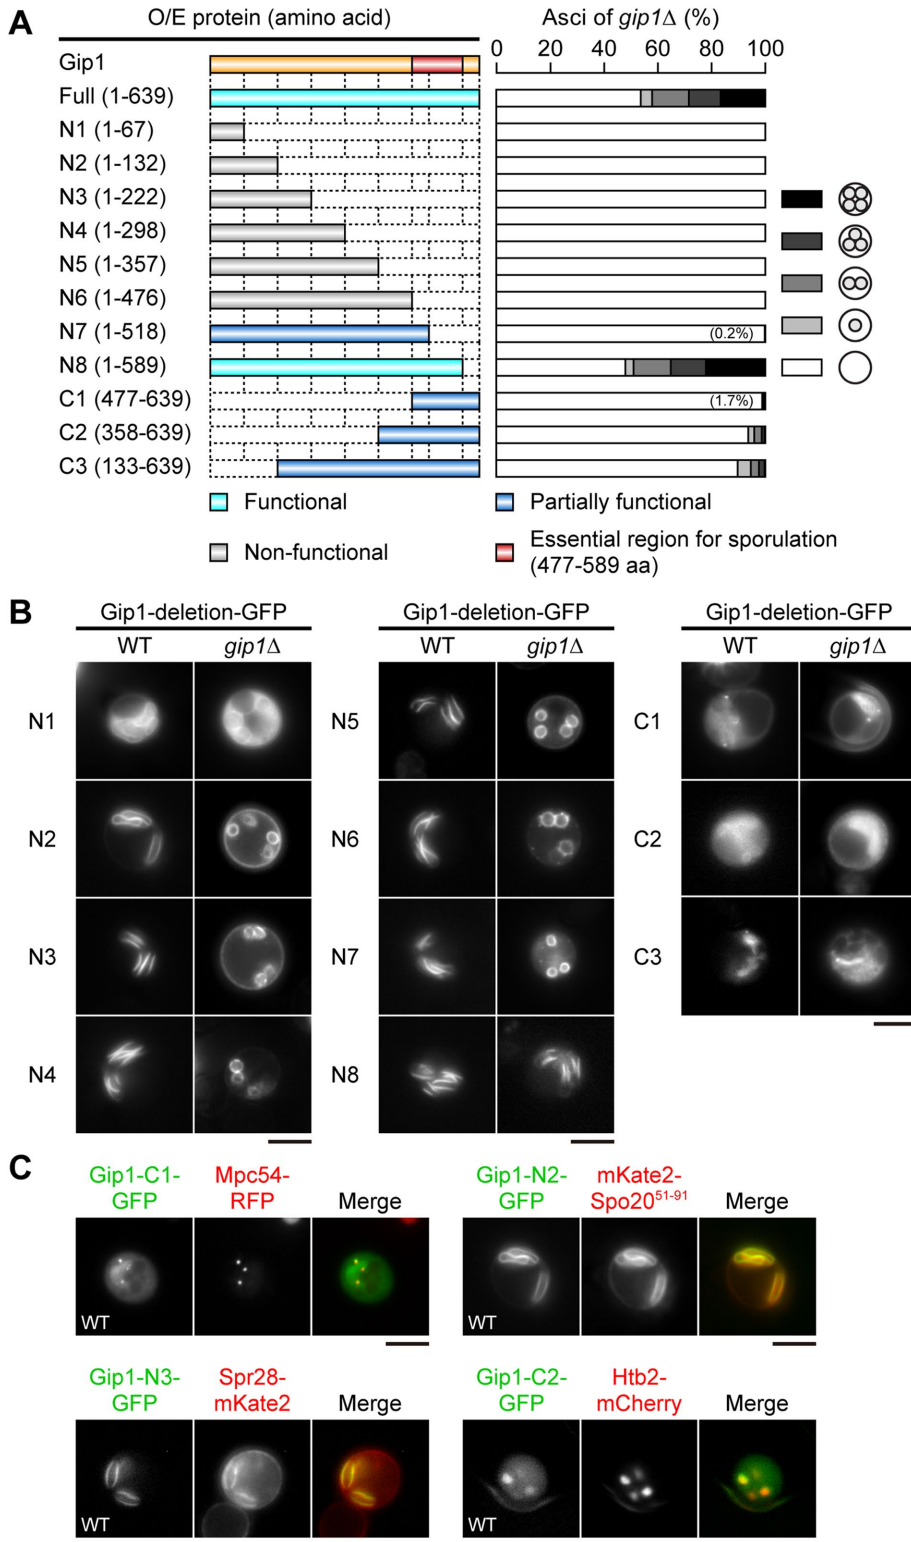 A
O/E protein (amino acid)
Asci of gip1Δ (%)
0 20 40 60 80 100
Gip1
Full (1-639)
N1 (1-67)
N2 (1-132)
N3 (1-222)
N4 (1-298)
N5 (1-357)
N6 (1-476)
N7 (1-518)
(0.2%)
N8 (1-589)
C1 (477-639)
(1.7%)
C2 (358-639)
C3 (133-639)
Functional
Partially functional
Non-functional
Essential region for sporulation
(477-589 aa)
B
Gip1-deletion-GFP
Gip1-deletion-GFP
Gip1-deletion-GFP
WT gip1Δ
WT gip1Δ
WT gip1Δ
N1
N5
C1
N2
N6
C2
N3
N7
C3
N4
N8
C
Gip1-C1-
GFP
Mpc54-
RFP
Merge
Gip1-N2-
GFP
mKate2-
Spo20⁵¹⁻⁹¹
Merge
WT
WT
Gip1-N3-
GFP
Spr28-
mKate2
Merge
Gip1-C2-
GFP
Htb2-
mCherry
Merge
WT
WT